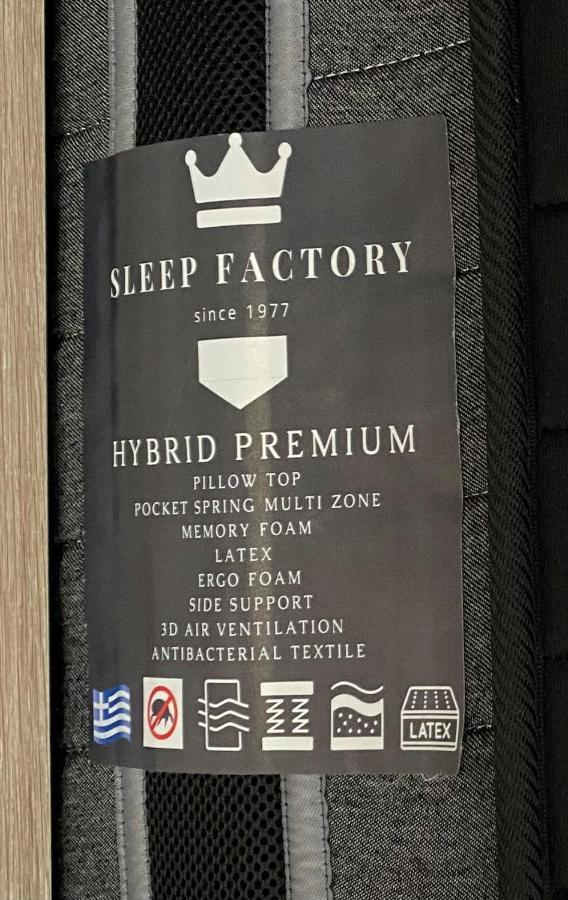 SLEEP FACTORY
since 1977
HYBRID PREMIUM
PILLOW TOP
POCKET SPRING MULTI ZONE
MEMORY FOAM
LATEX
ERGO FOAM
SIDE SUPPORT
3D AIR VENTILATION
ANTIBACTERIAL TEXTILE
LATEX